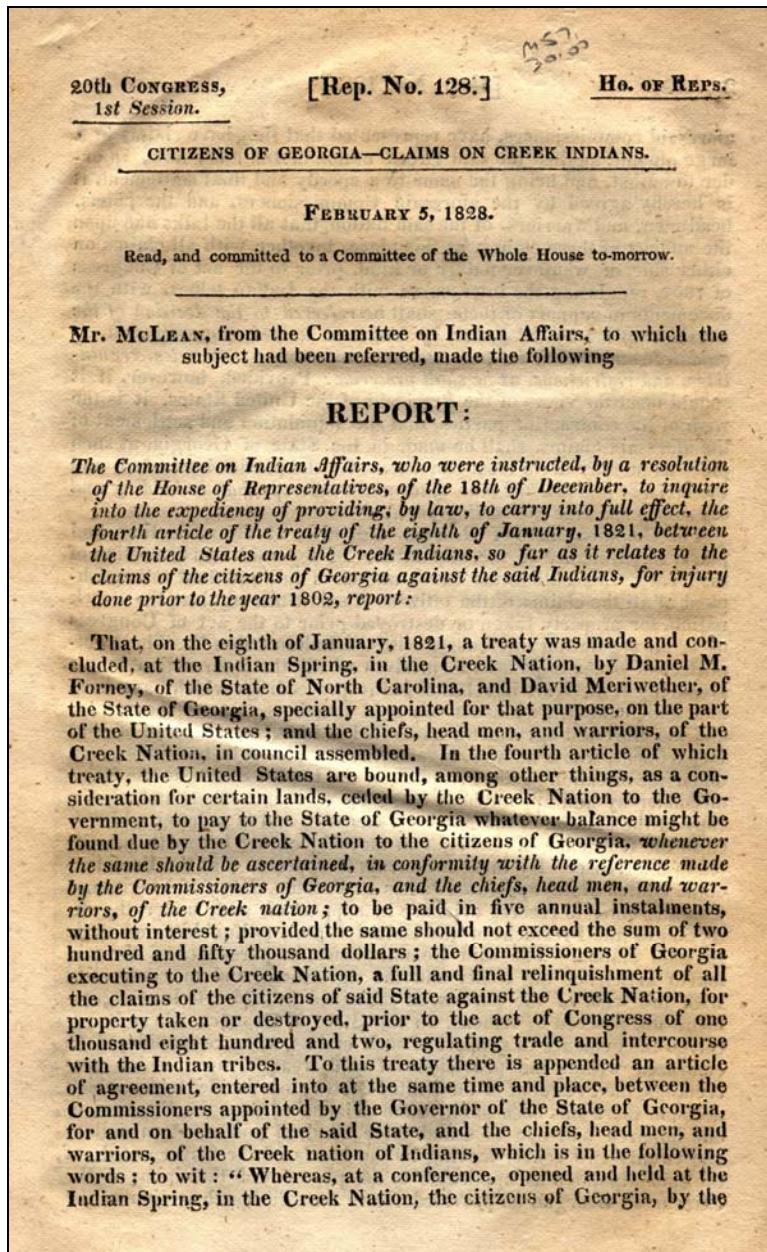 M57
30.00
20th CONGRESS,
1st Session.
[Rep. No. 128.]
Ho. OF REPS.
CITIZENS OF GEORGIA—CLAIMS ON CREEK INDIANS.
FEBRUARY 5, 1828.
Read, and committed to a Committee of the Whole House to-morrow.
Mr. McLEAN, from the Committee on Indian Affairs, to which the
subject had been referred, made the following
REPORT:
The Committee on Indian Affairs, who were instructed, by a resolution
of the House of Representatives, of the 18th of December, to inquire
into the expediency of providing, by law, to carry into full effect, the
fourth article of the treaty of the eighth of January, 1821, between
the United States and the Creek Indians, so far as it relates to the
claims of the citizens of Georgia against the said Indians, for injury
done prior to the year 1802, report:
That, on the eighth of January, 1821, a treaty was made and con-
cluded, at the Indian Spring, in the Creek Nation, by Daniel M.
Forney, of the State of North Carolina, and David Meriwether, of
the State of Georgia, specially appointed for that purpose, on the part
of the United States; and the chiefs, head men, and warriors, of the
Creek Nation, in council assembled. In the fourth article of which
treaty, the United States are bound, among other things, as a con-
sideration for certain lands, ceded by the Creek Nation to the Go-
vernment, to pay to the State of Georgia whatever balance might be
found due by the Creek Nation to the citizens of Georgia, whenever
the same should be ascertained, in conformity with the reference made
by the Commissioners of Georgia, and the chiefs, head men, and war-
riors, of the Creek nation; to be paid in five annual instalments,
without interest; provided the same should not exceed the sum of two
hundred and fifty thousand dollars; the Commissioners of Georgia
executing to the Creek Nation, a full and final relinquishment of all
the claims of the citizens of said State against the Creek Nation, for
property taken or destroyed, prior to the act of Congress of one
thousand eight hundred and two, regulating trade and intercourse
with the Indian tribes. To this treaty there is appended an article
of agreement, entered into at the same time and place, between the
Commissioners appointed by the Governor of the State of Georgia,
for and on behalf of the said State, and the chiefs, head men, and
warriors, of the Creek nation of Indians, which is in the following
words; to wit: "Whereas, at a conference, opened and held at the
Indian Spring, in the Creek Nation, the citizens of Georgia, by the